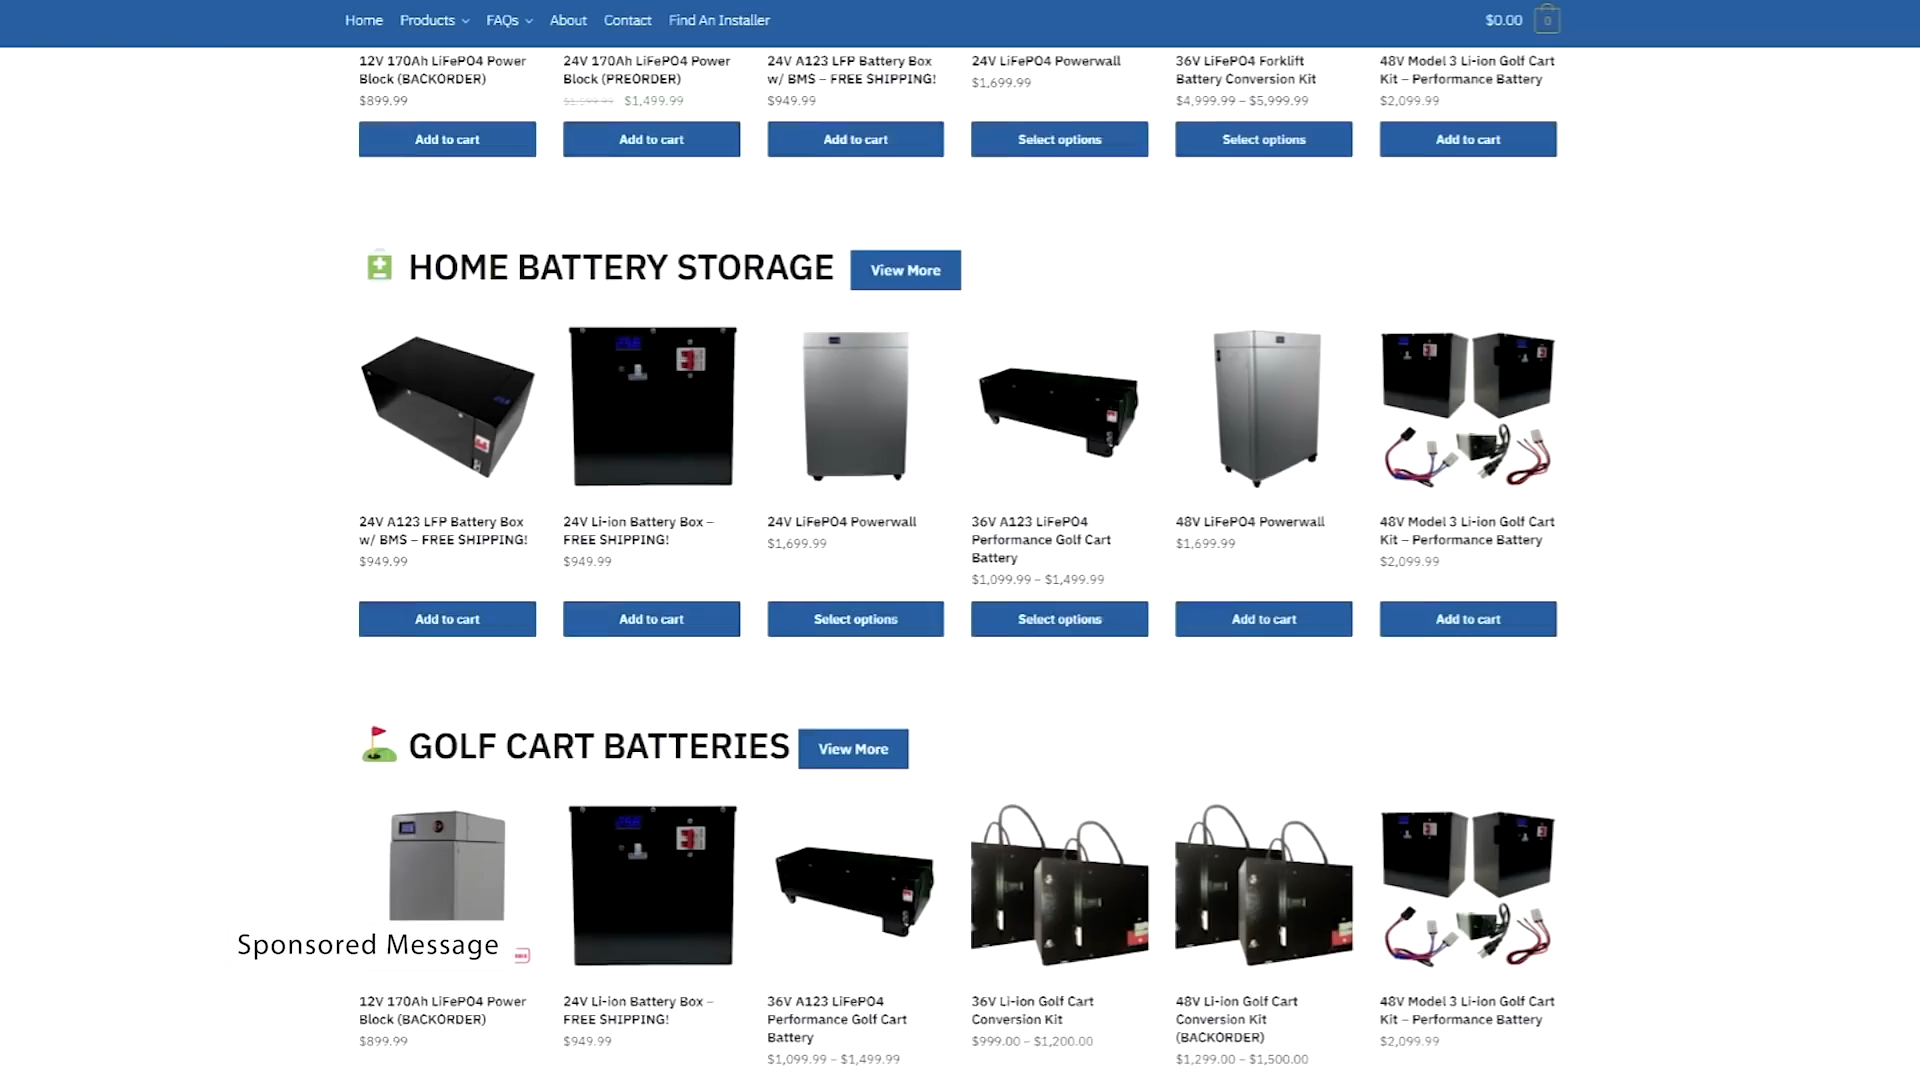 Home Products FAQs About Contact Find An Installer $0.00 0
12V 170Ah LiFePO4 Power
Block (BACKORDER)
$899.99
Add to cart
24V 170Ah LiFePO4 Power
Block (PREORDER)
$1,499.99
Add to cart
24V A123 LFP Battery Box
w/ BMS – FREE SHIPPING!
$949.99
Add to cart
24V LiFePO4 Powerwall
$1,699.99
Select options
36V LiFePO4 Forklift
Battery Conversion Kit
$4,999.99 – $5,999.99
Select options
48V Model 3 Li-ion Golf Cart
Kit – Performance Battery
$2,099.99
Add to cart
HOME BATTERY STORAGE
View More
24V A123 LFP Battery Box
w/ BMS – FREE SHIPPING!
$949.99
Add to cart
24V Li-ion Battery Box –
FREE SHIPPING!
$949.99
Add to cart
24V LiFePO4 Powerwall
$1,699.99
Select options
36V A123 LiFePO4
Performance Golf Cart
Battery
$1,099.99 – $1,499.99
Select options
48V LiFePO4 Powerwall
$1,699.99
Add to cart
48V Model 3 Li-ion Golf Cart
Kit – Performance Battery
$2,099.99
Add to cart
GOLF CART BATTERIES
View More
Sponsored Message
12V 170Ah LiFePO4 Power
Block (BACKORDER)
$899.99
24V Li-ion Battery Box –
FREE SHIPPING!
$949.99
36V A123 LiFePO4
Performance Golf Cart
Battery
$1,099.99 – $1,499.99
36V Li-ion Golf Cart
Conversion Kit
$999.00 – $1,200.00
48V Li-ion Golf Cart
Conversion Kit
(BACKORDER)
$1,299.00 – $1,500.00
48V Model 3 Li-ion Golf Cart
Kit – Performance Battery
$2,099.99